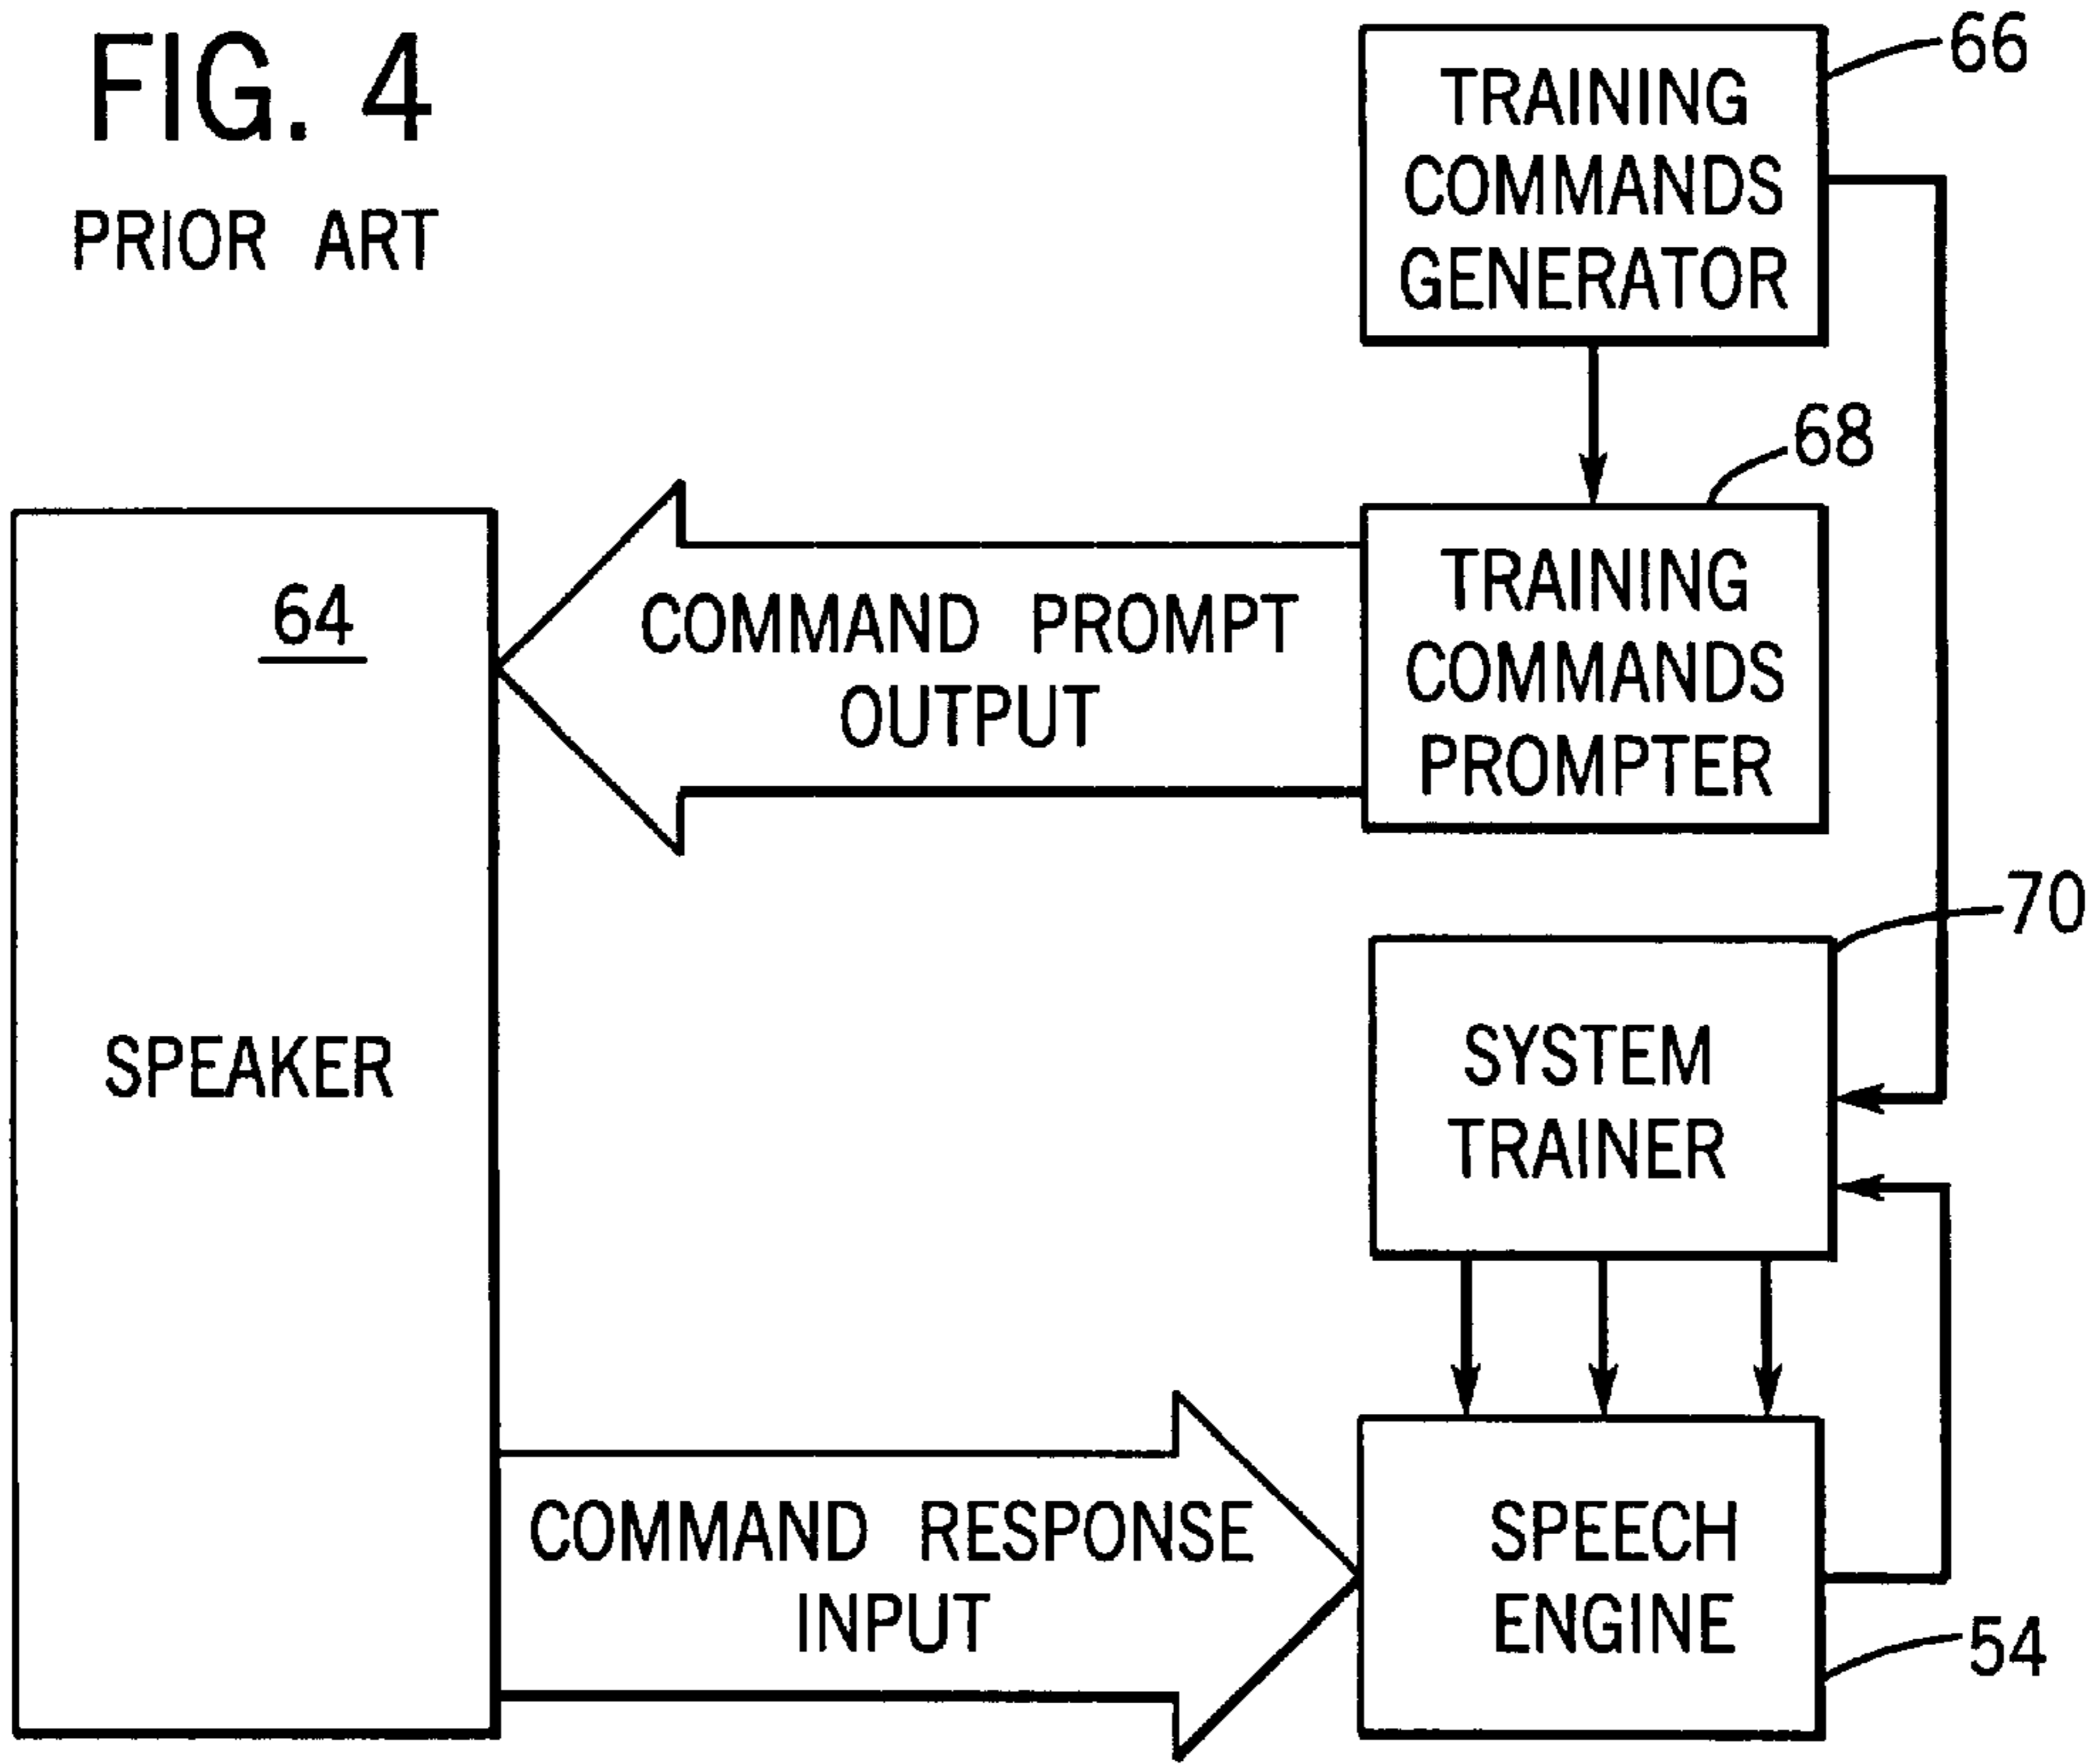 FIG. 4
PRIOR ART
TRAINING
COMMANDS
GENERATOR
66
68
TRAINING
COMMANDS
PROMPTER
COMMAND PROMPT
OUTPUT
64
SPEAKER
70
SYSTEM
TRAINER
COMMAND RESPONSE
INPUT
SPEECH
ENGINE
54